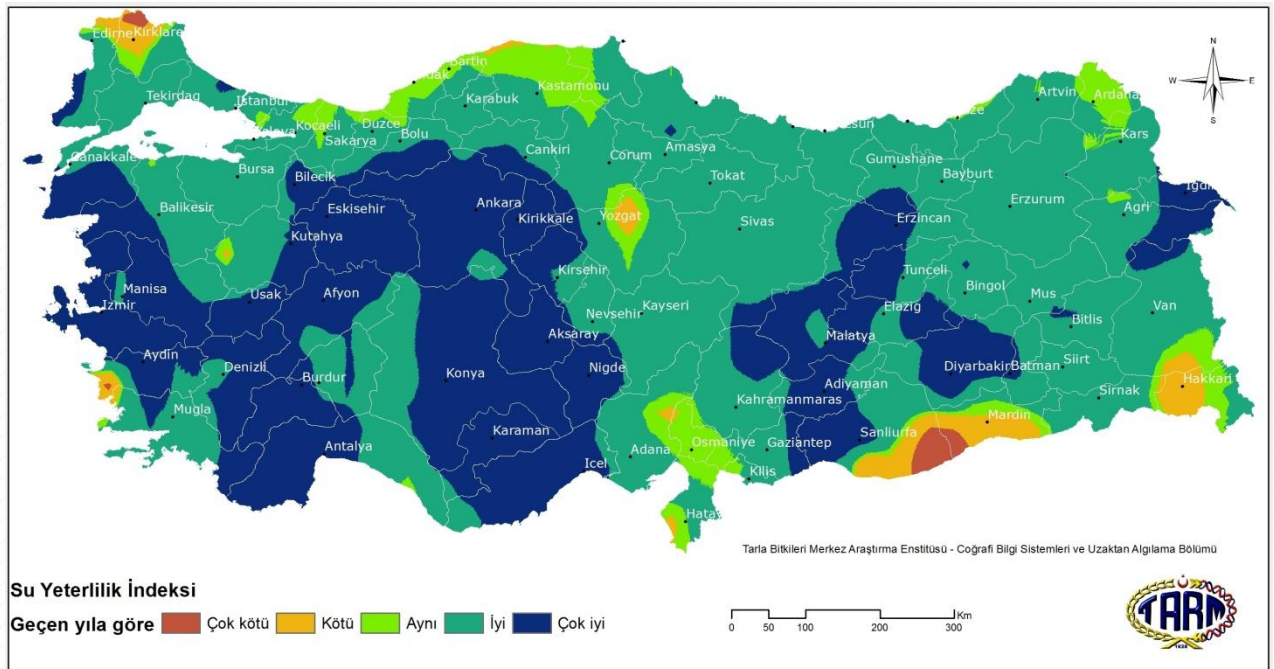 N
W E
S
Edirne Kirklare
Tekirdag Istanbul
Kocaeli Sakarya Duzce Bolu
Bartin Karabuk Kastamonu
Cankiri Corum Amasya Tokat
Artvin Ardaha Kars
Gumushane Bayburt Erzurum Agri Igdir
Canakkale Bursa Bilecik
Balikesir Eskisehir Ankara Kirikkale Yozgat Sivas Erzincan
Kutahya
Manisa Izmir Usak Afyon Kirsehir Tunceli Bingol Mus Van
Nevsehir Kayseri Elazig Bitlis
Aksaray Malatya
Aydin Denizli Burdur Konya Nigde Diyarbakir Batman Siirt Hakkari
Adiyaman Sirnak
Mugla Kahramanmaras Mardin
Antalya Karaman Osmaniye Gaziantep Sanliurfa
Icel Adana Kilis
Hatay
Tarla Bitkileri Merkez Araştırma Enstitüsü - Coğrafi Bilgi Sistemleri ve Uzaktan Algılama Bölümü
Su Yeterlilik İndeksi
Geçen yıla göre Çok kötü Kötü Aynı İyi Çok iyi
Km
0 50 100 200 300
TARM